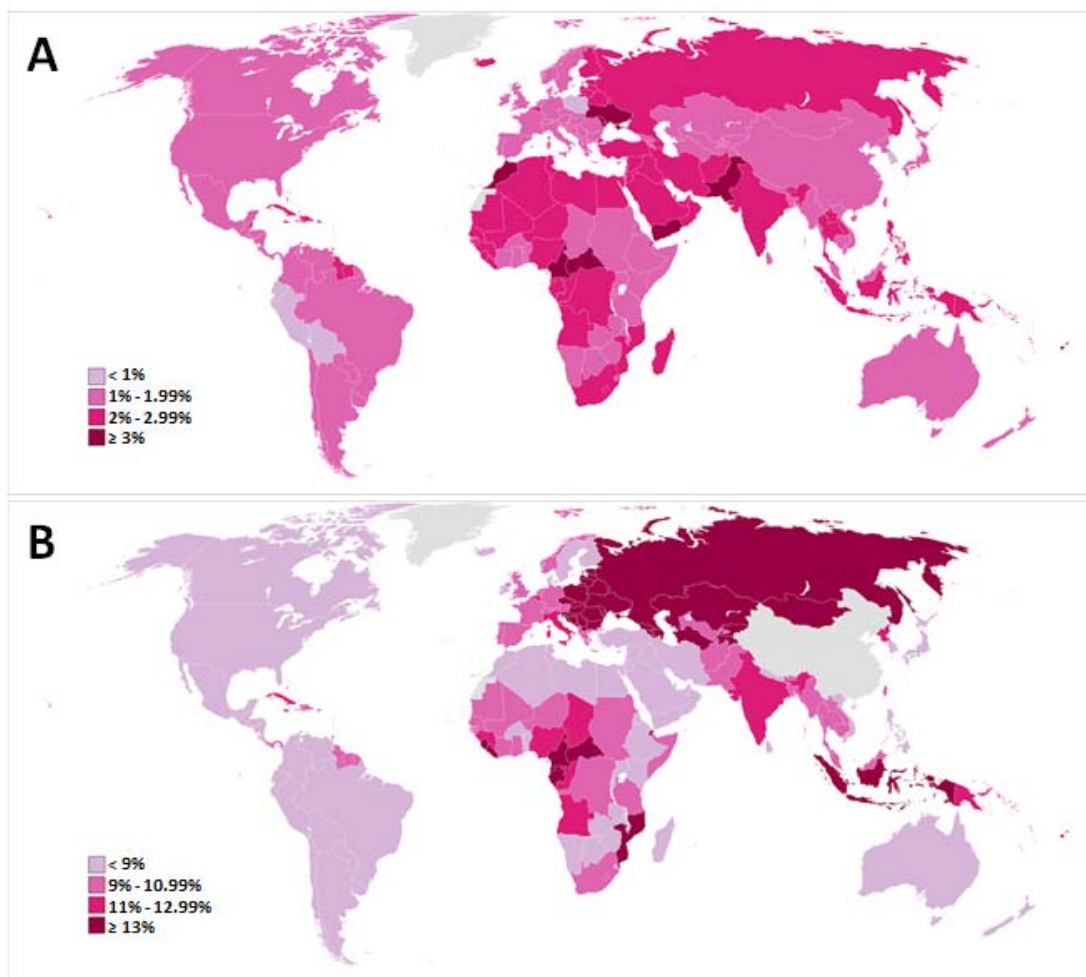 A
< 1%
1% - 1.99%
2% - 2.99%
≥ 3%
B
< 9%
9% - 10.99%
11% - 12.99%
≥ 13%